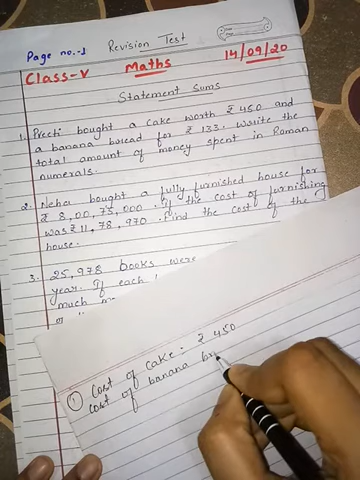 Page no.-1
Revision Test
Class-V
Maths
14/09/20
Statement Sums
1. Preeti bought a cake worth ₹ 450 and
a banana bread for ₹ 133. Write the
total amount of money spent in Roman
numerals.
2. Neha bought a fully furnished house for
₹ 8,00,75,000. If the cost of furnishing
was ₹ 11,78,970. Find the cost of the
house.
3. 25,978 books were
year. If each
much
① Cost of cake = ₹ 450
Cost of banana br